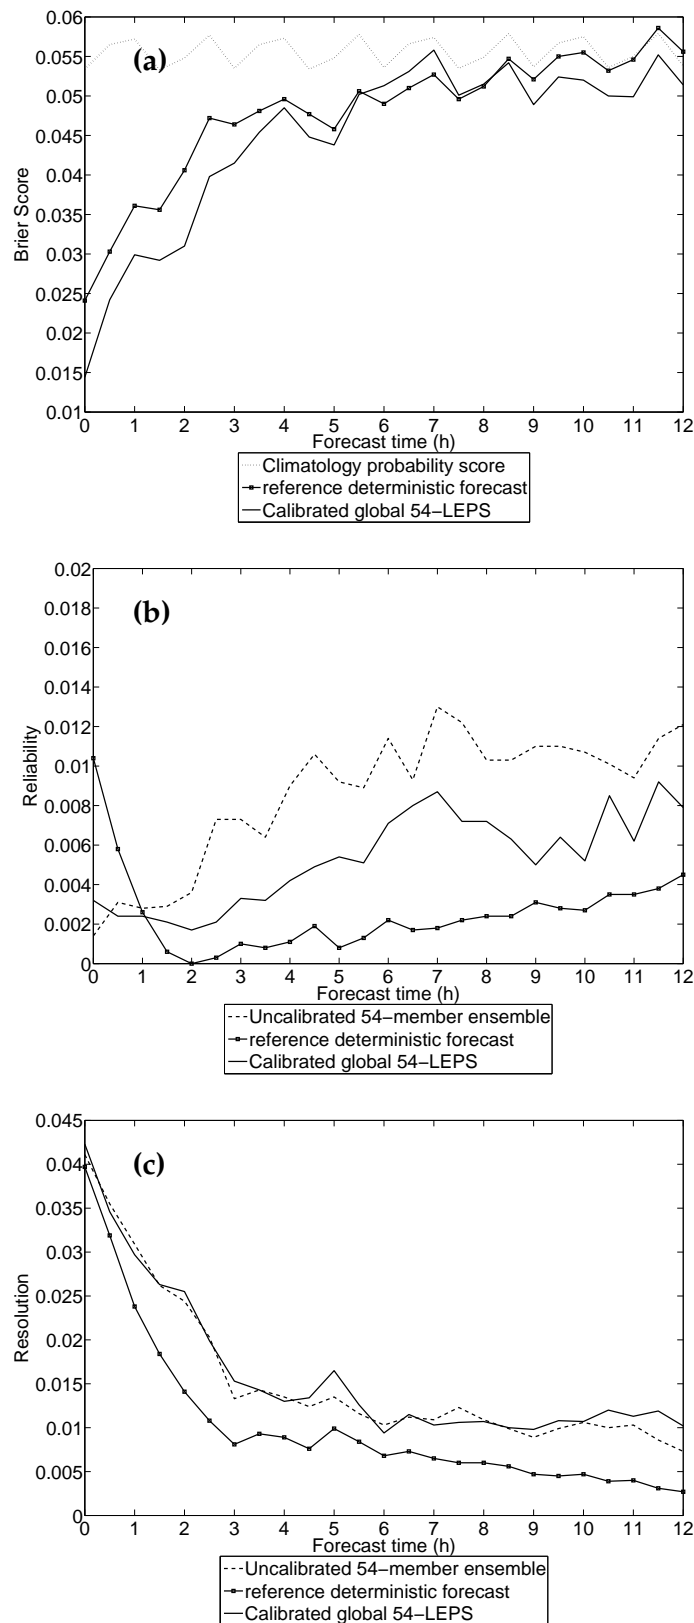 0.06
(a)
0.055
0.05
0.045
0.04
0.035
Brier Score
0.03
0.025
0.02
0.015
0.01
0 1 2 3 4 5 6 7 8 9 10 11 12
Forecast time (h)
Climatology probability score
reference deterministic forecast
Calibrated global 54−LEPS
0.02
(b)
0.018
0.016
0.014
0.012
0.01
Reliability
0.008
0.006
0.004
0.002
0
0 1 2 3 4 5 6 7 8 9 10 11 12
Forecast time (h)
Uncalibrated 54−member ensemble
reference deterministic forecast
Calibrated global 54−LEPS
0.045
(c)
0.04
0.035
0.03
0.025
Resolution
0.02
0.015
0.01
0.005
0
0 1 2 3 4 5 6 7 8 9 10 11 12
Forecast time (h)
Uncalibrated 54−member ensemble
reference deterministic forecast
Calibrated global 54−LEPS